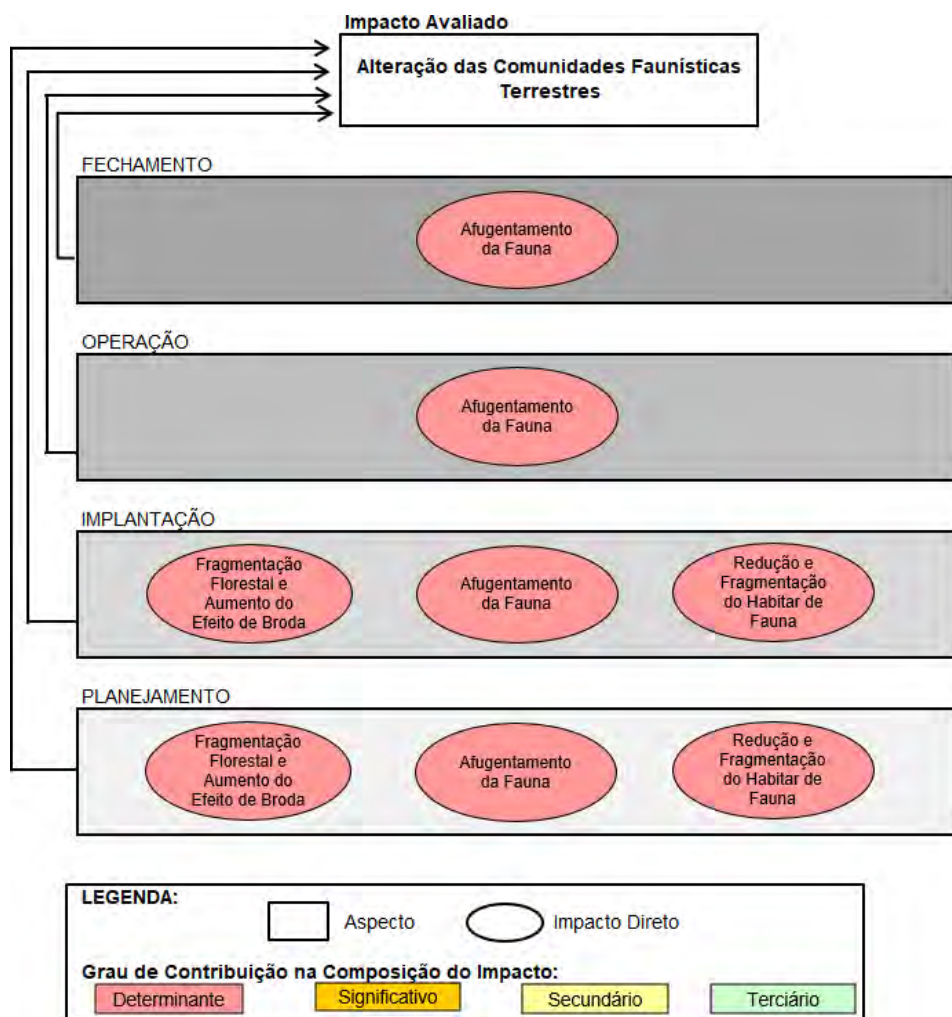 Impacto Avaliado
Alteração das Comunidades Faunísticas
Terrestres
FECHAMENTO
Afugentamento
da Fauna
OPERAÇÃO
Afugentamento
da Fauna
IMPLANTAÇÃO
Fragmentação
Florestal e
Aumento do
Efeito de Broda
Afugentamento
da Fauna
Redução e
Fragmentação
do Habitar de
Fauna
PLANEJAMENTO
Fragmentação
Florestal e
Aumento do
Efeito de Broda
Afugentamento
da Fauna
Redução e
Fragmentação
do Habitar de
Fauna
LEGENDA:
Aspecto
Impacto Direto
Grau de Contribuição na Composição do Impacto:
Determinante
Significativo
Secundário
Terciário